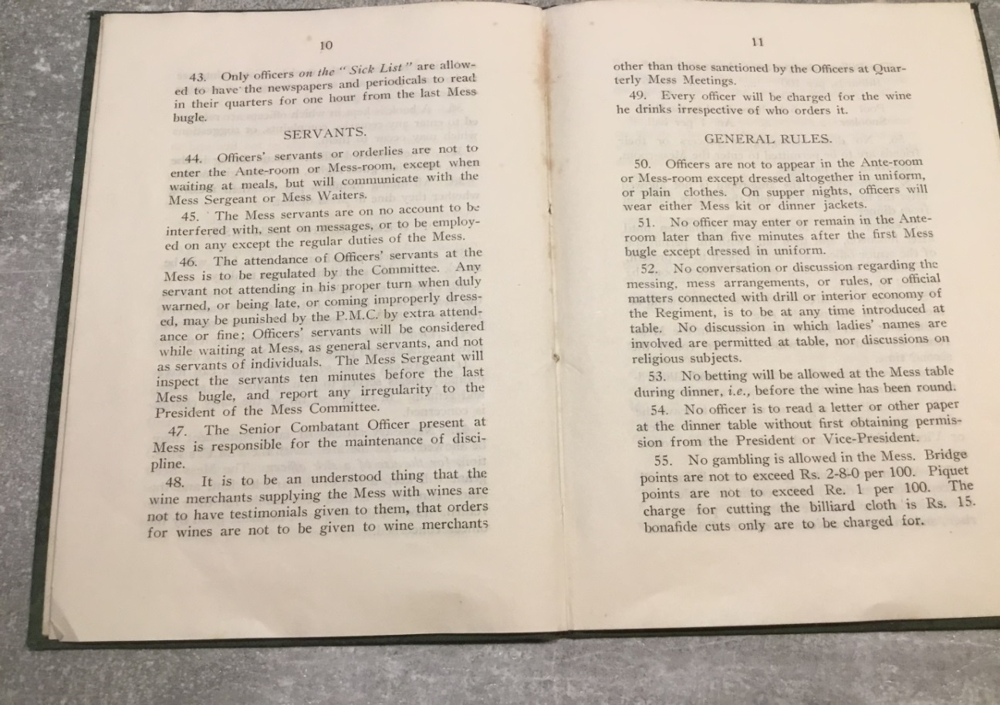 10
43. Only officers on the "Sick List" are allow-
ed to have the newspapers and periodicals to read
in their quarters for one hour from the last Mess
bugle.
SERVANTS.
44. Officers' servants or orderlies are not to
enter the Ante-room or Mess-room, except when
waiting at meals, but will communicate with the
Mess Sergeant or Mess Waiters.
45. The Mess servants are on no account to be
interfered with, sent on messages, or to be employ-
ed on any except the regular duties of the Mess.
46. The attendance of Officers' servants at the
Mess is to be regulated by the Committee. Any
servant not attending in his proper turn when duly
warned, or being late, or coming improperly dress-
ed, may be punished by the P.M.C. by extra attend-
ance or fine; Officers' servants will be considered
while waiting at Mess, as general servants, and not
as servants of individuals. The Mess Sergeant will
inspect the servants ten minutes before the last
Mess bugle, and report any irregularity to the
President of the Mess Committee.
47. The Senior Combatant Officer present at
Mess is responsible for the maintenance of disci-
pline.
48. It is to be an understood thing that the
wine merchants supplying the Mess with wines are
not to have testimonials given to them, that orders
for wines are not to be given to wine merchants
11
other than those sanctioned by the Officers at Quar-
terly Mess Meetings.
49. Every officer will be charged for the wine
he drinks irrespective of who orders it.
GENERAL RULES.
50. Officers are not to appear in the Ante-room
or Mess-room except dressed altogether in uniform,
or plain clothes. On supper nights, officers will
wear either Mess kit or dinner jackets.
51. No officer may enter or remain in the Ante-
room later than five minutes after the first Mess
bugle except dressed in uniform.
52. No conversation or discussion regarding the
messing, mess arrangements, or rules, or official
matters connected with drill or interior economy of
the Regiment, is to be at any time introduced at
table. No discussion in which ladies' names are
involved are permitted at table, nor discussions on
religious subjects.
53. No betting will be allowed at the Mess table
during dinner, i.e., before the wine has been round.
54. No officer is to read a letter or other paper
at the dinner table without first obtaining permis-
sion from the President or Vice-President.
55. No gambling is allowed in the Mess. Bridge
points are not to exceed Rs. 2-8-0 per 100. Piquet
points are not to exceed Re. 1 per 100. The
charge for cutting the billiard cloth is Rs. 15.
bonafide cuts only are to be charged for.